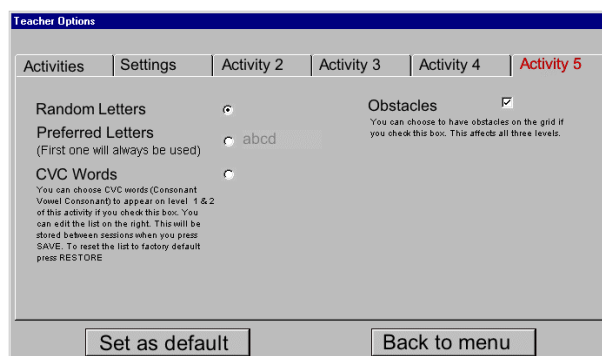 Teacher Options
Activities Settings Activity 2 Activity 3 Activity 4 Activity 5
Random Letters
Preferred Letters
(First one will always be used)
abcd
CVC Words
You can choose CVC words (Consonant
Vowel Consonant) to appear on level 1 & 2
of this activity if you check this box. You
can edit the list on the right. This will be
stored between sessions when you press
SAVE. To reset the list to factory default
press RESTORE
Obstacles
You can choose to have obstacles on the grid if
you check this box. This affects all three levels.
Set as default Back to menu